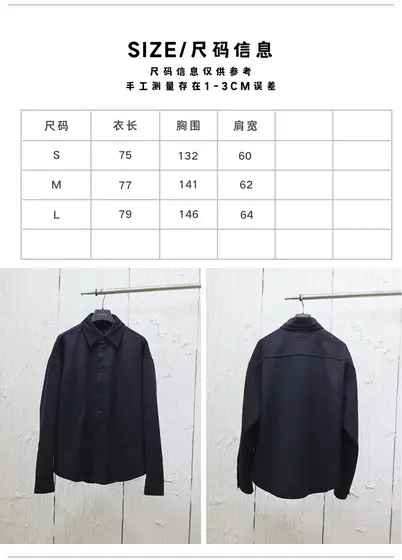 SIZE/尺码信息
尺码信息仅供参考
手工测量存在1-3CM误差
尺码 衣长 胸围 肩宽
S 75 132 60
M 77 141 62
L 79 146 64